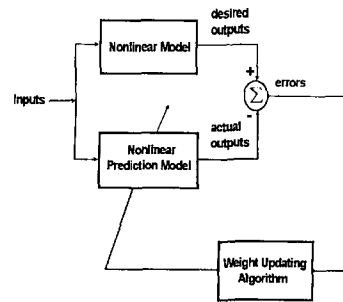 desired
outputs
Nonlinear Model
+
Inputs
Σ
errors
-
actual
outputs
Nonlinear
Prediction Model
Weight Updating
Algorithm